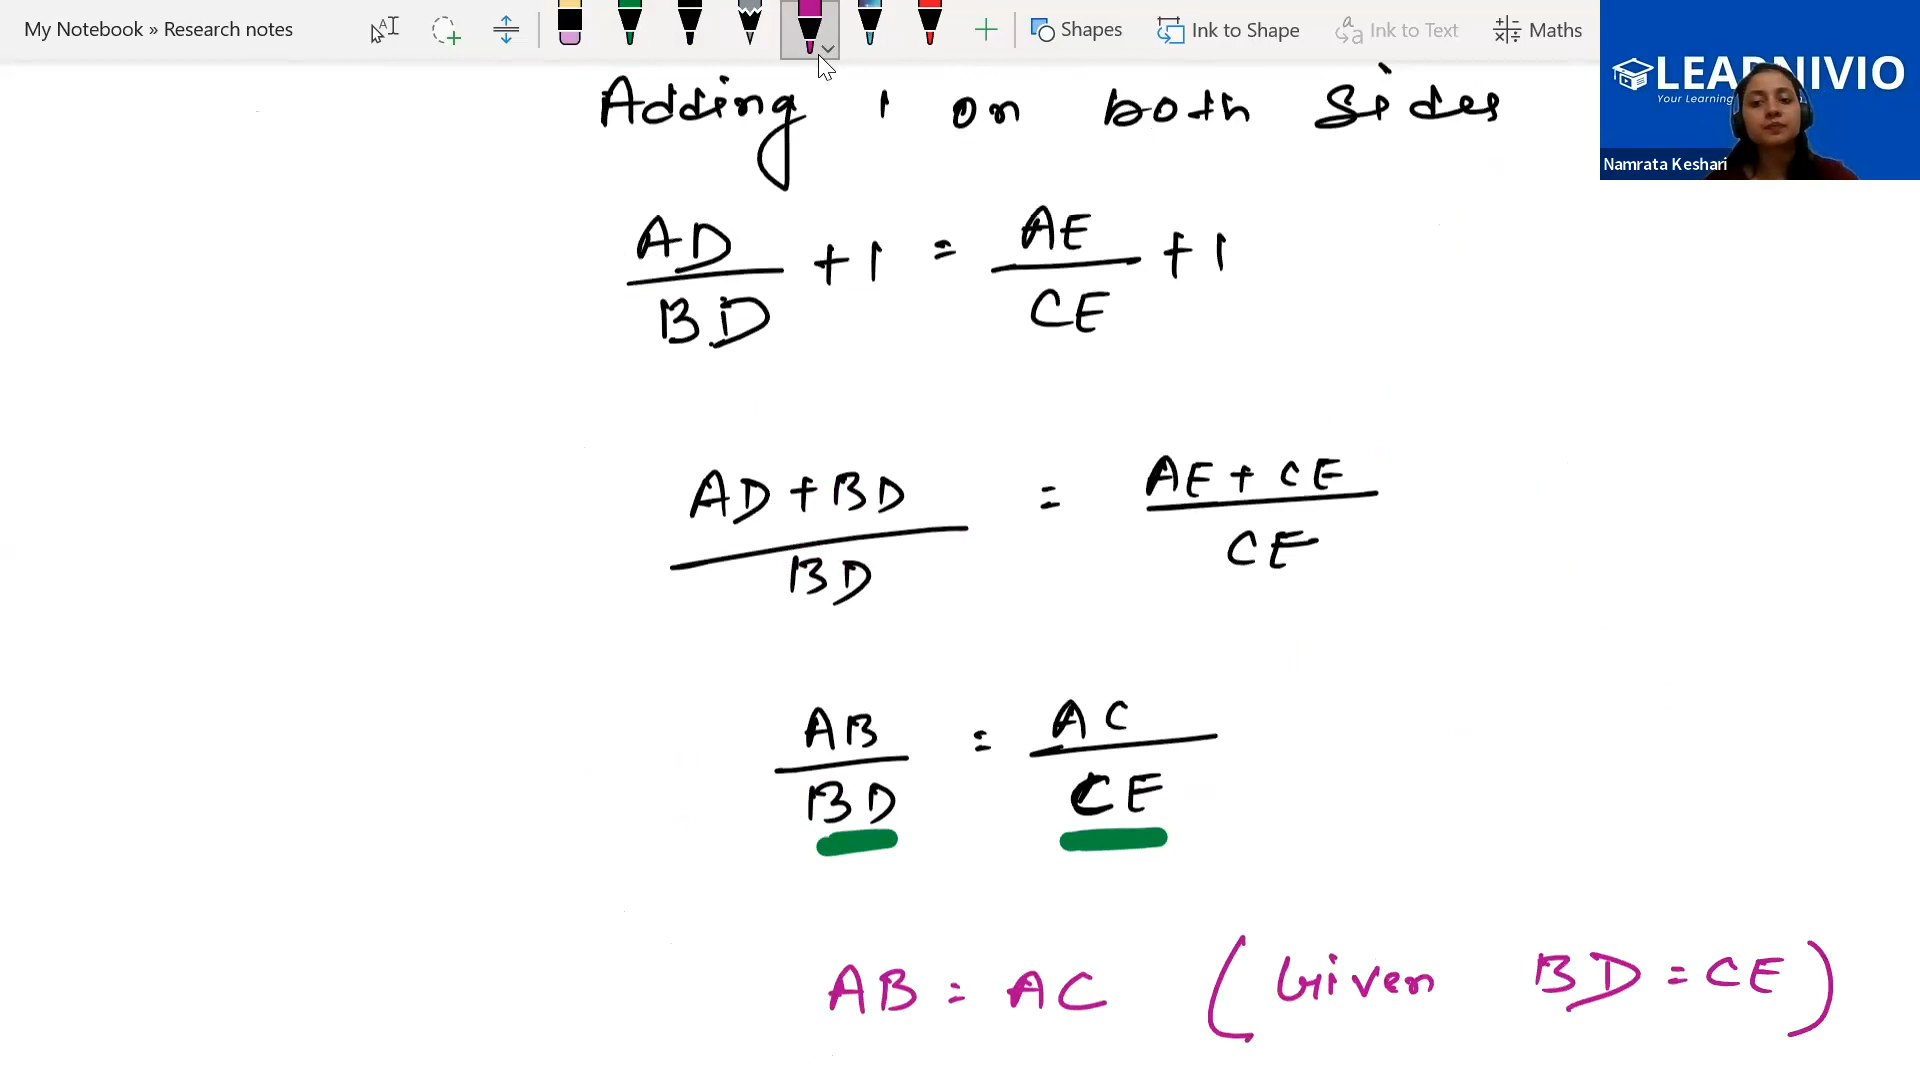 My Notebook » Research notes
Shapes
Ink to Shape
Ink to Text
Maths
LEARNIVIO
Your Learning
Namrata Keshari
Adding 1 on both sides
AD/BD + 1 = AE/CE + 1
AD + BD/BD = AE + CE/CE
AB/BD = AC/CE
AB = AC (Given BD = CE)